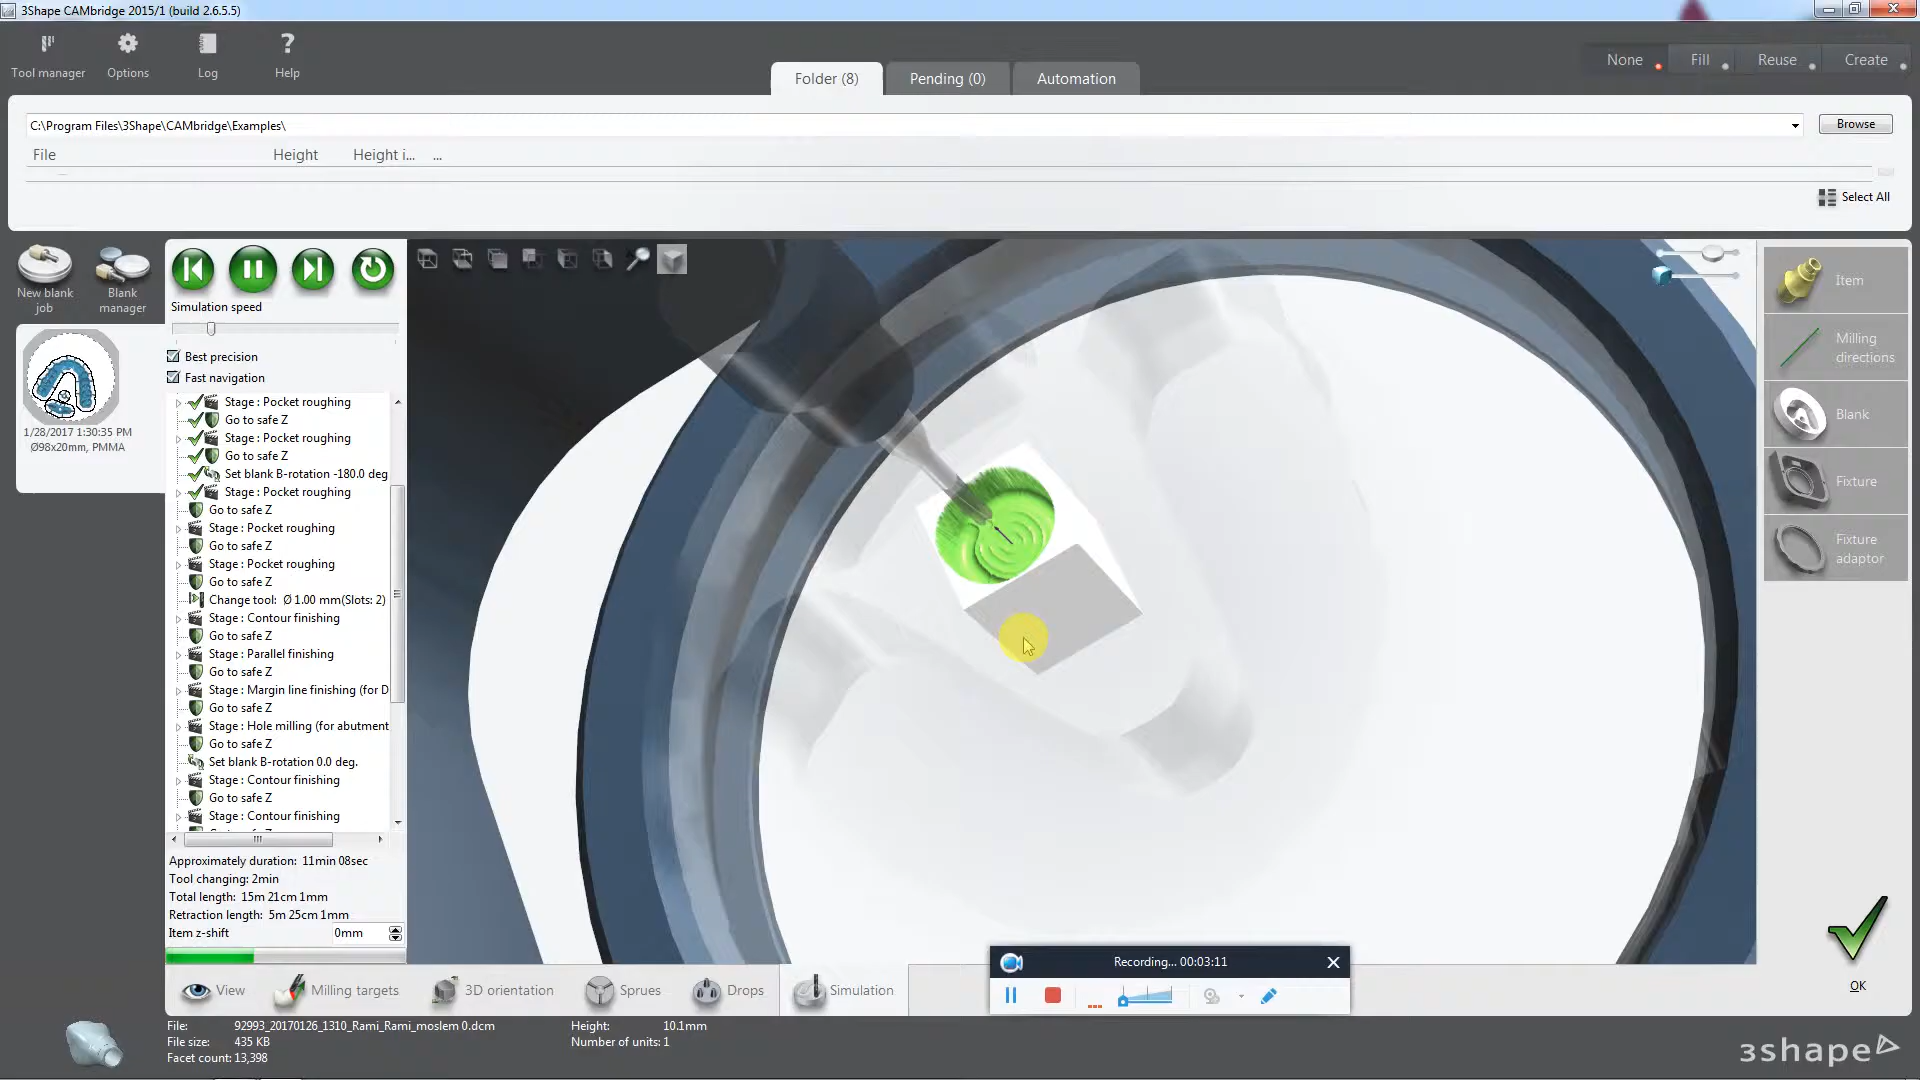 3Shape CAMbridge 2015/1 (build 2.6.5.5)
Tool manager
Options
Log
Help
Folder (8)
Pending (0)
Automation
None
Fill
Reuse
Create
C:\Program Files\3Shape\CAMbridge\Examples\
Browse
File
Height
Height i...
...
Select All
New blank job
Blank manager
1/28/2017 1:30:35 PM
Ø98x20mm, PMMA
Simulation speed
Best precision
Fast navigation
Stage : Pocket roughing
Go to safe Z
Stage : Pocket roughing
Go to safe Z
Set blank B-rotation -180.0 deg
Stage : Pocket roughing
Go to safe Z
Stage : Pocket roughing
Go to safe Z
Stage : Pocket roughing
Go to safe Z
Change tool: Ø 1.00 mm(Slots: 2)
Stage : Contour finishing
Go to safe Z
Stage : Parallel finishing
Go to safe Z
Stage : Margin line finishing (for D
Go to safe Z
Stage : Hole milling (for abutment
Go to safe Z
Set blank B-rotation 0.0 deg.
Stage : Contour finishing
Go to safe Z
Stage : Contour finishing
Approximately duration: 11min 08sec
Tool changing: 2min
Total length: 15m 21cm 1mm
Retraction length: 5m 25cm 1mm
Item z-shift
0mm
Item
Milling directions
Blank
Fixture
Fixture adaptor
OK
Recording... 00:03:11
View
Milling targets
3D orientation
Sprues
Drops
Simulation
File: 92993_20170126_1310_Rami_Rami_moslem 0.dcm
File size: 435 KB
Facet count: 13,398
Height: 10.1mm
Number of units: 1
3shape